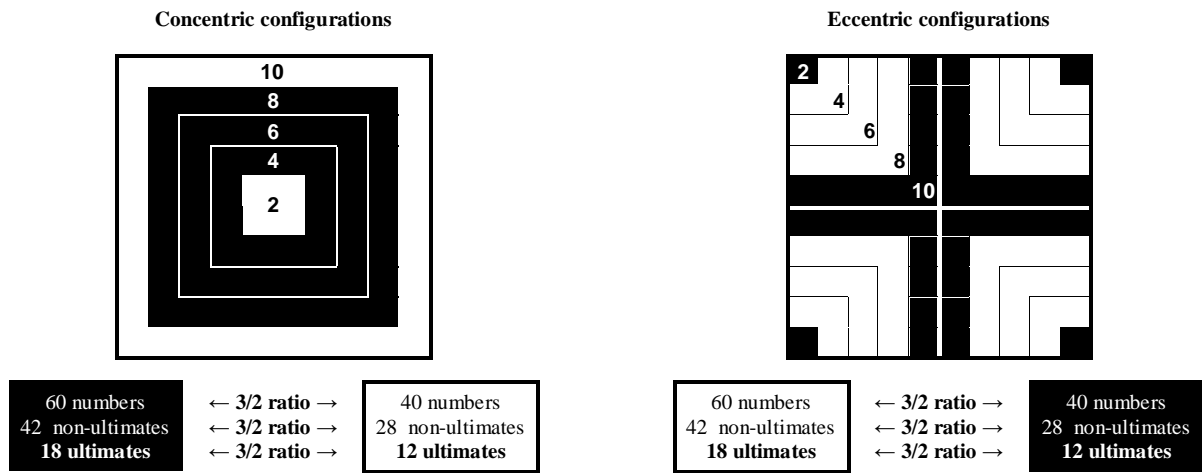 Concentric configurations
10
8
6
4
2
60 numbers
42 non-ultimates
18 ultimates
← 3/2 ratio →
← 3/2 ratio →
← 3/2 ratio →
40 numbers
28 non-ultimates
12 ultimates
Eccentric configurations
2
4
6
8
10
60 numbers
42 non-ultimates
18 ultimates
← 3/2 ratio →
← 3/2 ratio →
← 3/2 ratio →
40 numbers
28 non-ultimates
12 ultimates